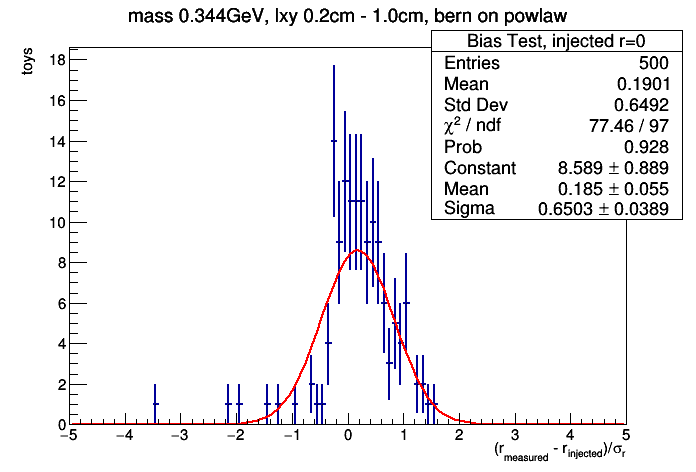 mass 0.344GeV, lxy 0.2cm - 1.0cm, bern on powlaw
toys
Bias Test, injected r=0
Entries 500
Mean 0.1901
Std Dev 0.6492
χ² / ndf 77.46 / 97
Prob 0.928
Constant 8.589 ± 0.889
Mean 0.185 ± 0.055
Sigma 0.6503 ± 0.0389
18
16
14
12
10
8
6
4
2
0
−5 −4 −3 −2 −1 0 1 2 3 4 5
(r_measured - r_injected)/σ_r